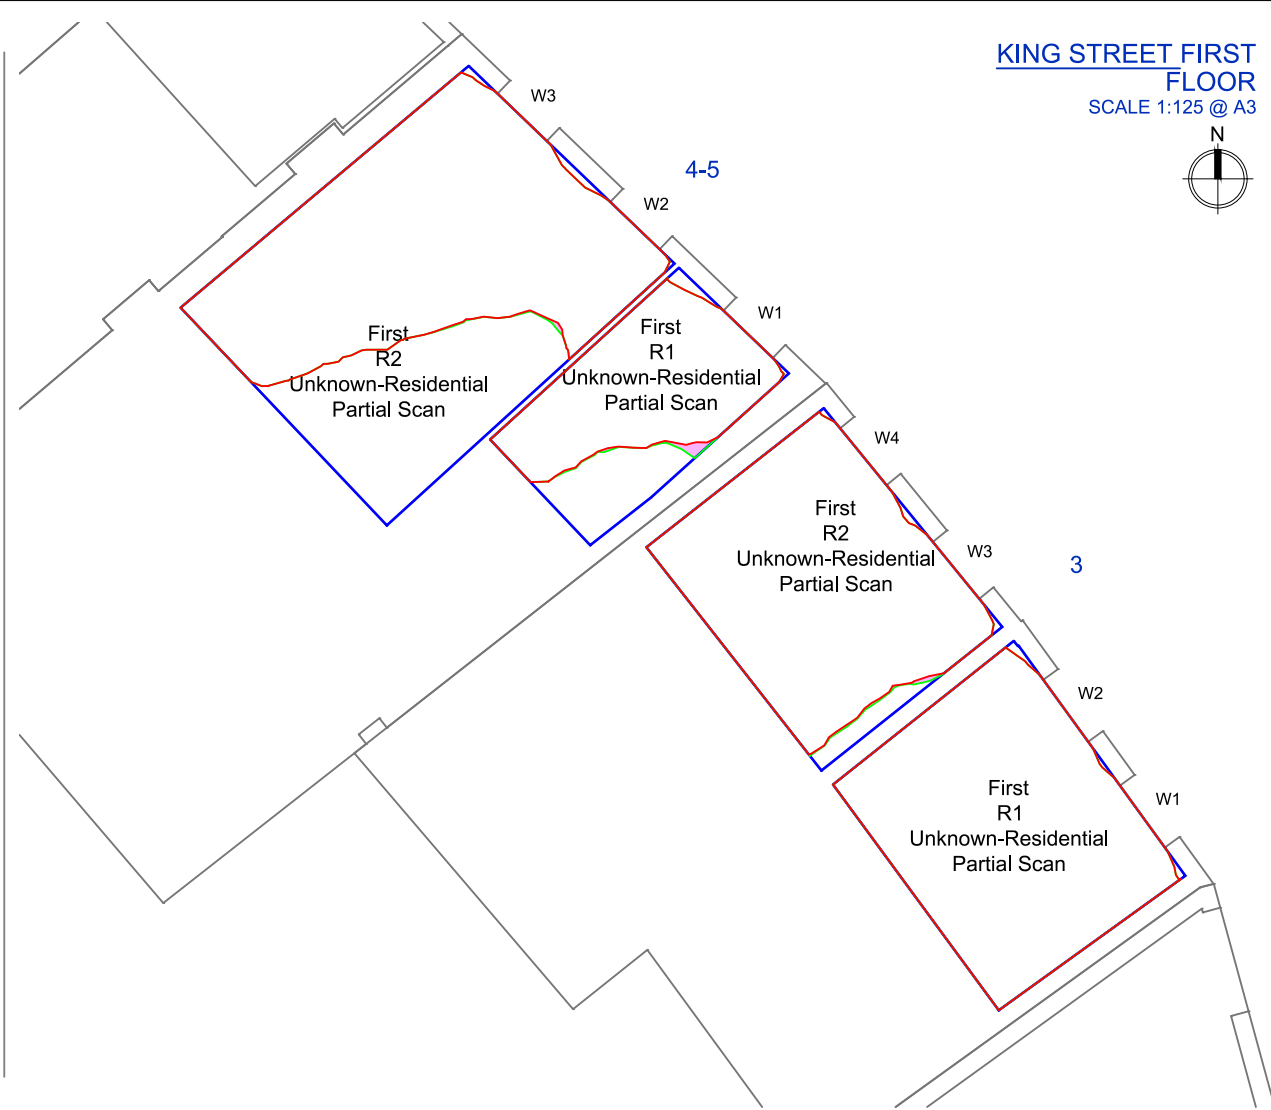 KING STREET FIRST
FLOOR
SCALE 1:125 @ A3
N
W3
4-5
W2
W1
First
R2
Unknown-Residential
Partial Scan
First
R1
Unknown-Residential
Partial Scan
W4
First
R2
Unknown-Residential
Partial Scan
W3
3
W2
First
R1
Unknown-Residential
Partial Scan
W1